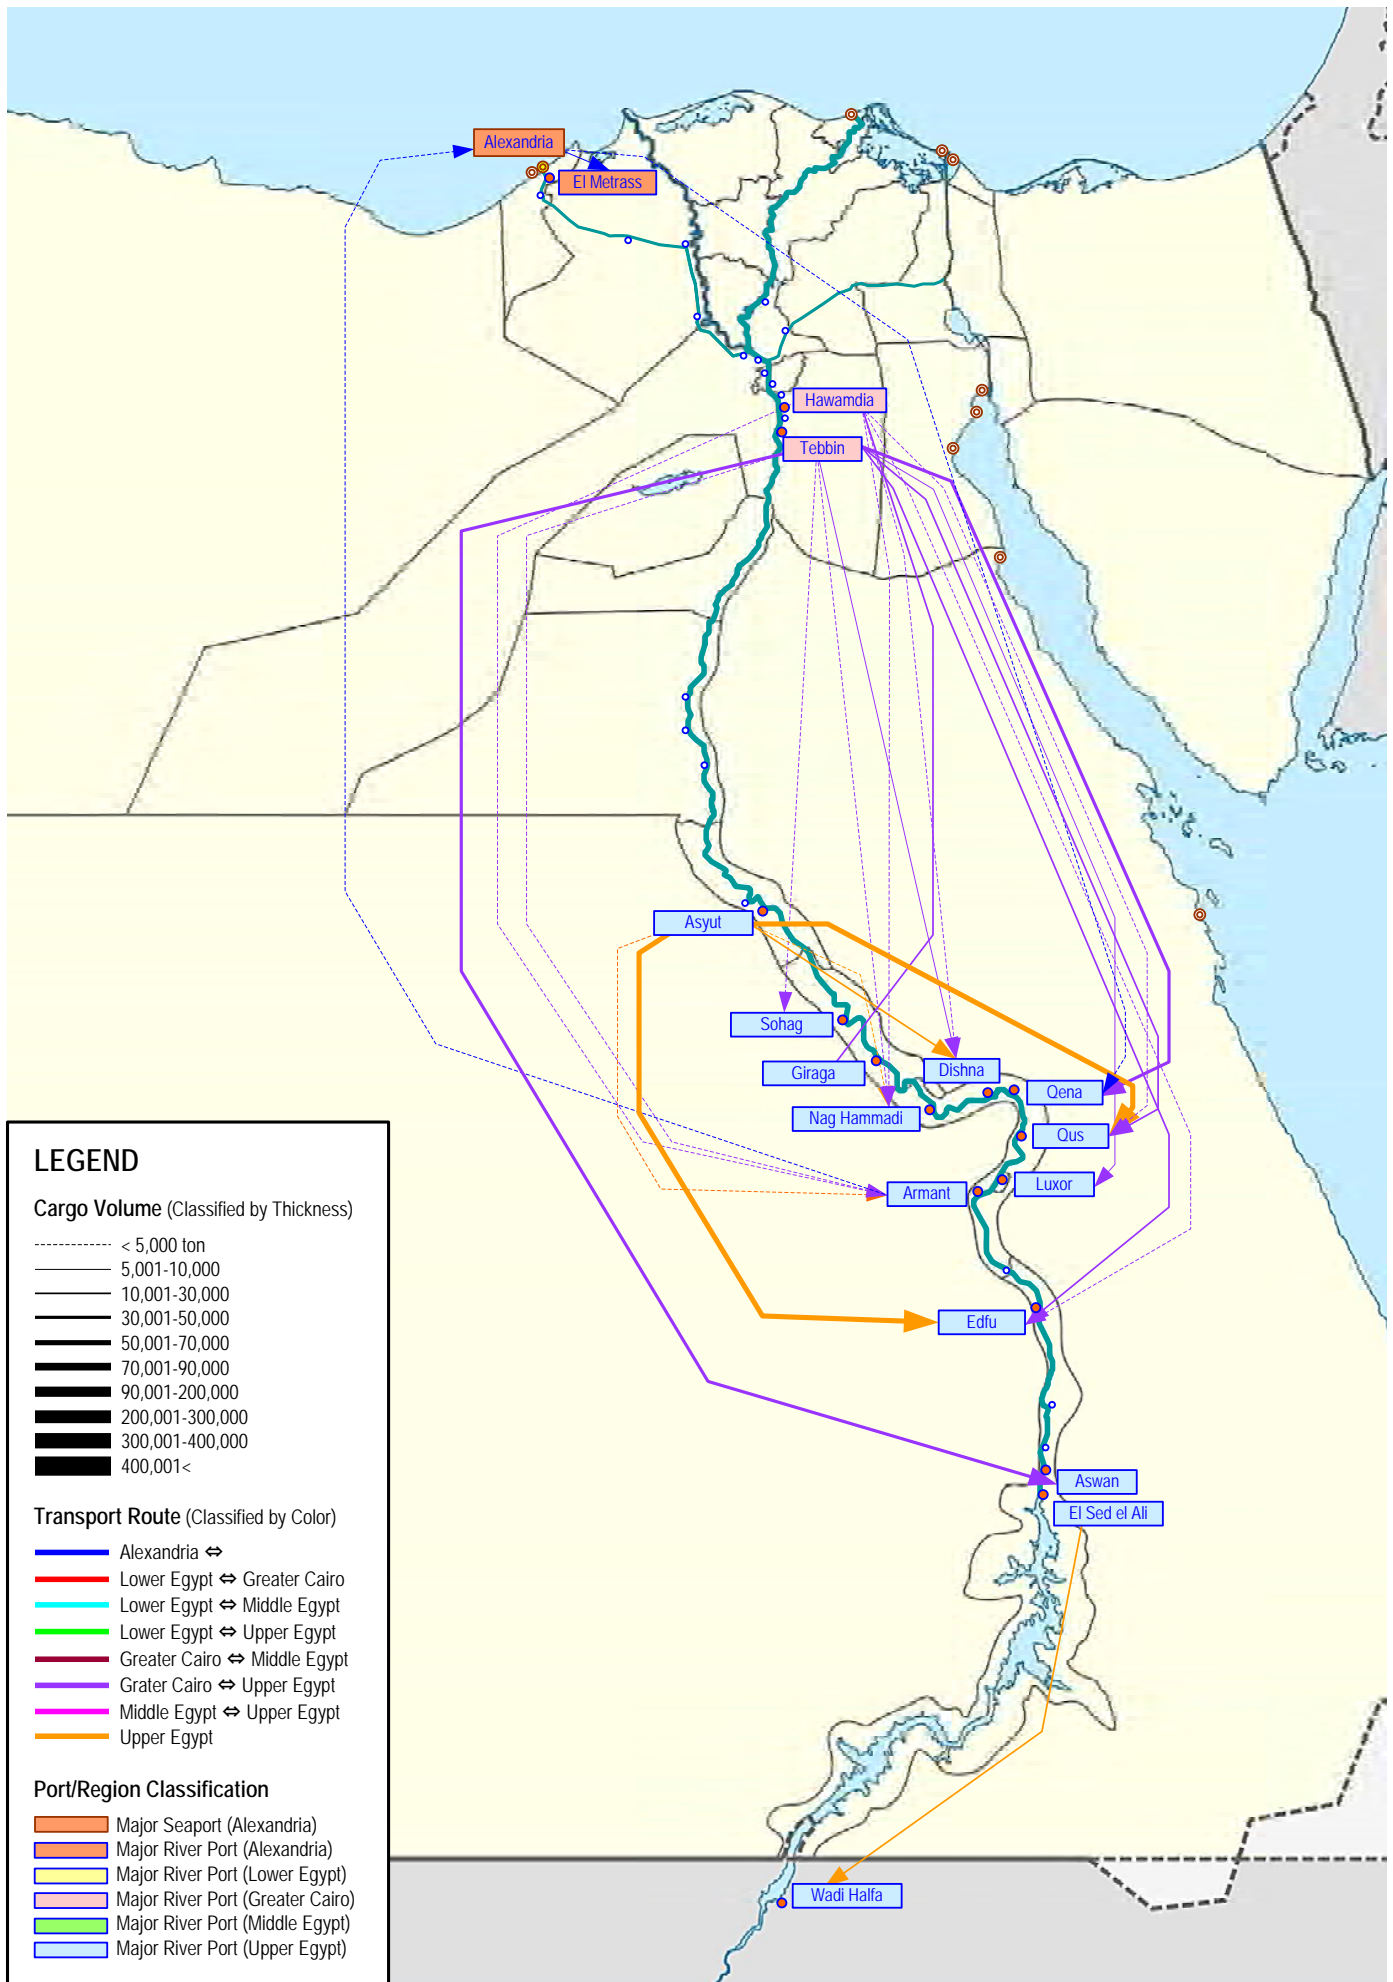 Alexandria
El Metrass
Hawamdia
Tebbin
Asyut
Sohag
Giraga
Dishna
Qena
Nag Hammadi
Qus
Luxor
Armant
Edfu
Aswan
El Sed el Ali
Wadi Halfa
LEGEND
Cargo Volume (Classified by Thickness)
< 5,000 ton
5,001-10,000
10,001-30,000
30,001-50,000
50,001-70,000
70,001-90,000
90,001-200,000
200,001-300,000
300,001-400,000
400,001<
Transport Route (Classified by Color)
Alexandria ⇔
Lower Egypt ⇔ Greater Cairo
Lower Egypt ⇔ Middle Egypt
Lower Egypt ⇔ Upper Egypt
Greater Cairo ⇔ Middle Egypt
Grater Cairo ⇔ Upper Egypt
Middle Egypt ⇔ Upper Egypt
Upper Egypt
Port/Region Classification
Major Seaport (Alexandria)
Major River Port (Alexandria)
Major River Port (Lower Egypt)
Major River Port (Greater Cairo)
Major River Port (Middle Egypt)
Major River Port (Upper Egypt)